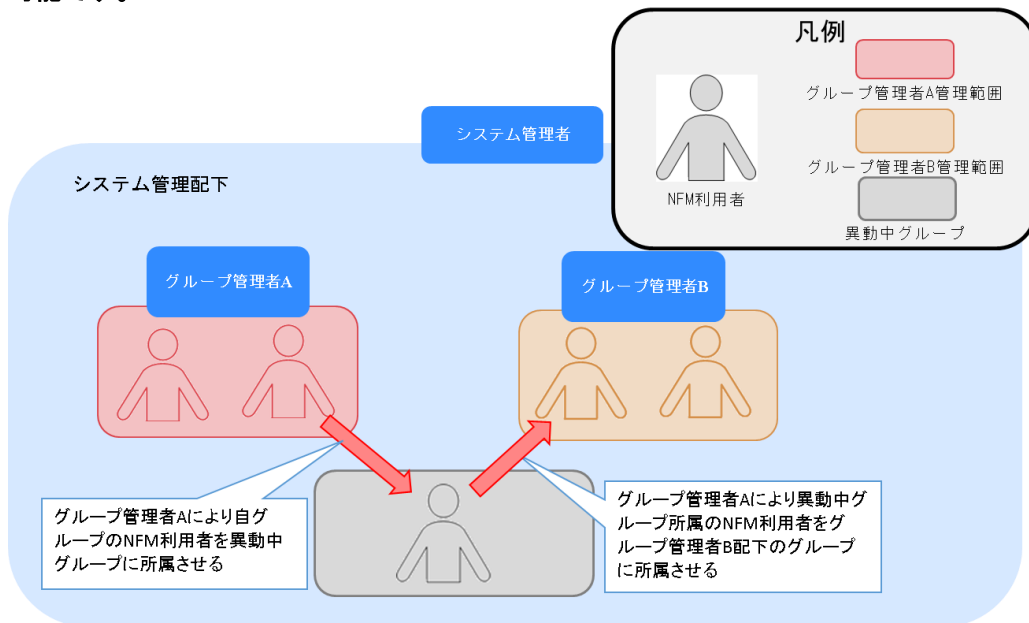 可能です。
凡例
グループ管理者A管理範囲
グループ管理者B管理範囲
NFM利用者
異動中グループ
システム管理者
システム管理配下
グループ管理者A
グループ管理者B
グループ管理者Aにより自グ
ループのNFM利用者を異動中
グループに所属させる
グループ管理者Aにより異動中グ
ループ所属のNFM利用者をグ
ループ管理者B配下のグループ
に所属させる